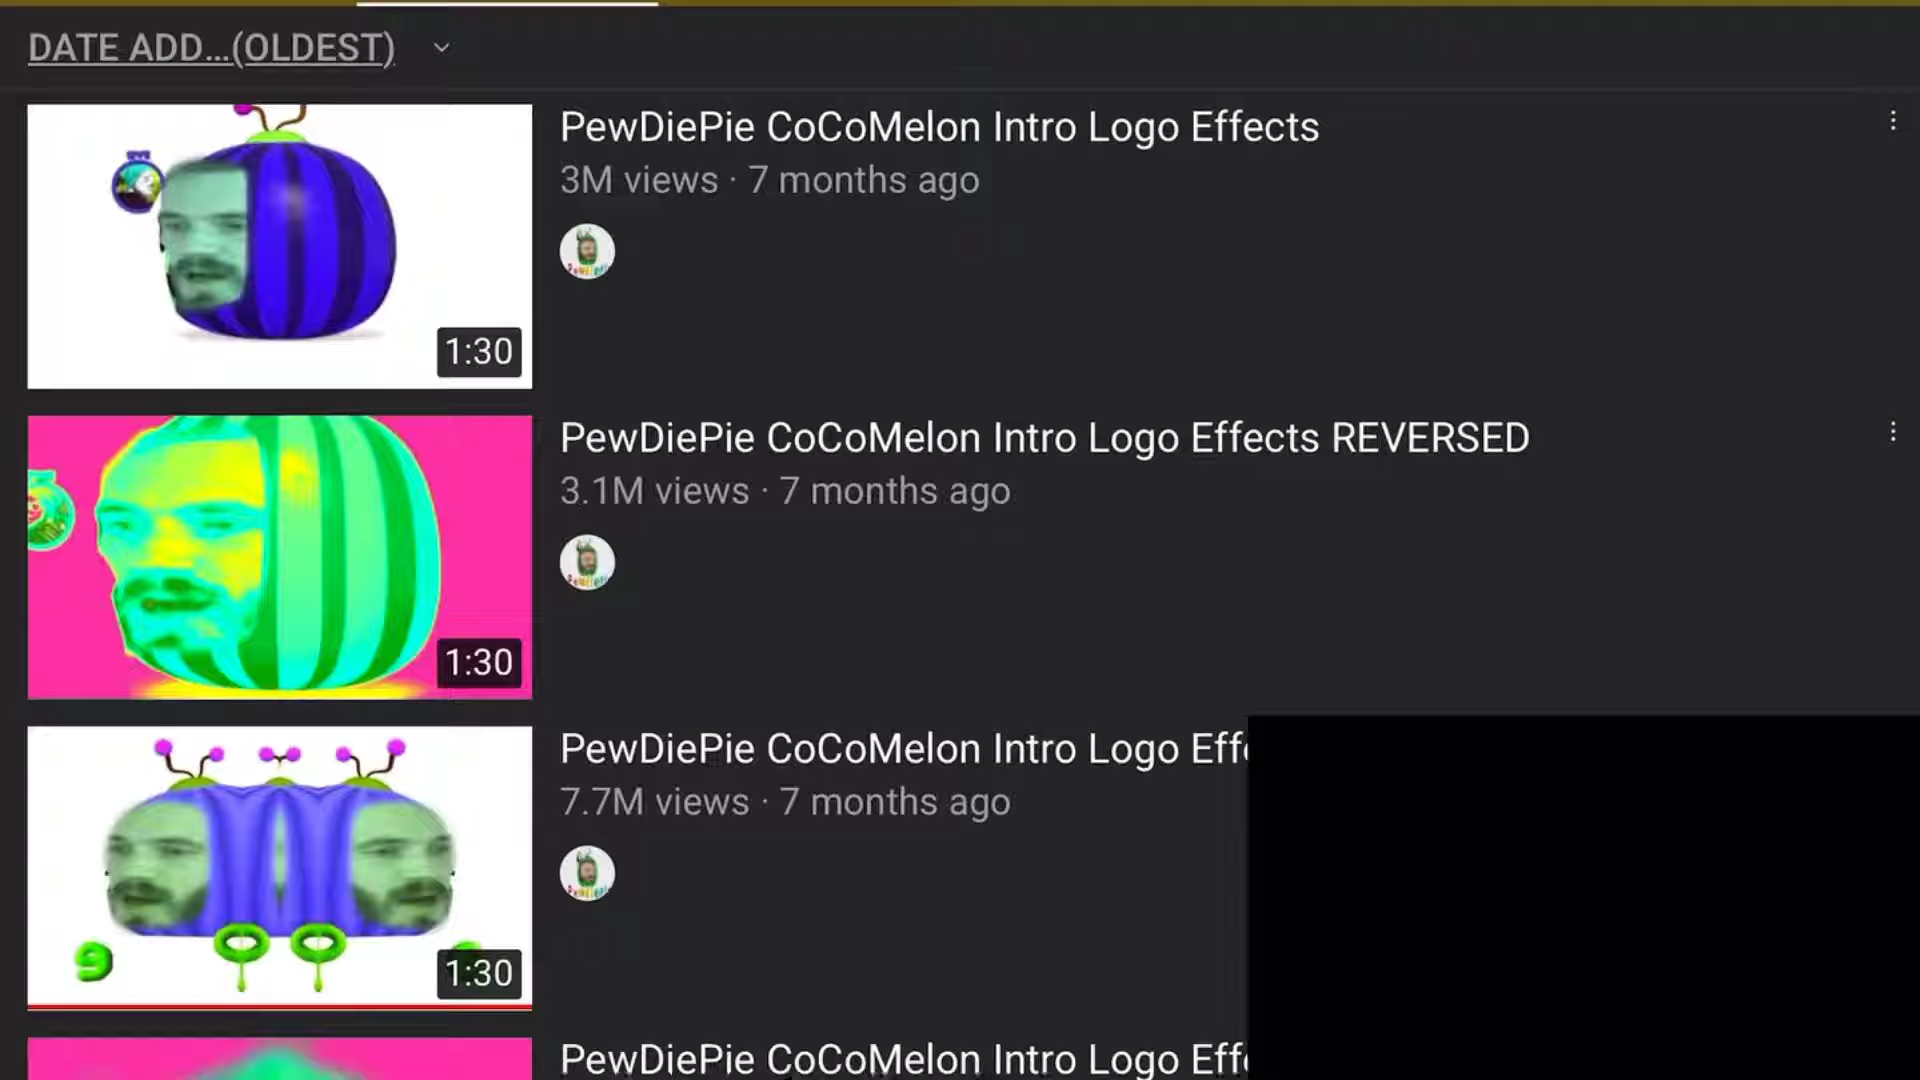 DATE ADD...(OLDEST)
PewDiePie CoCoMelon Intro Logo Effects
3M views · 7 months ago
1:30
PewDiePie CoCoMelon Intro Logo Effects REVERSED
3.1M views · 7 months ago
1:30
PewDiePie CoCoMelon Intro Logo Effe
7.7M views · 7 months ago
1:30
PewDiePie CoCoMelon Intro Logo Effe